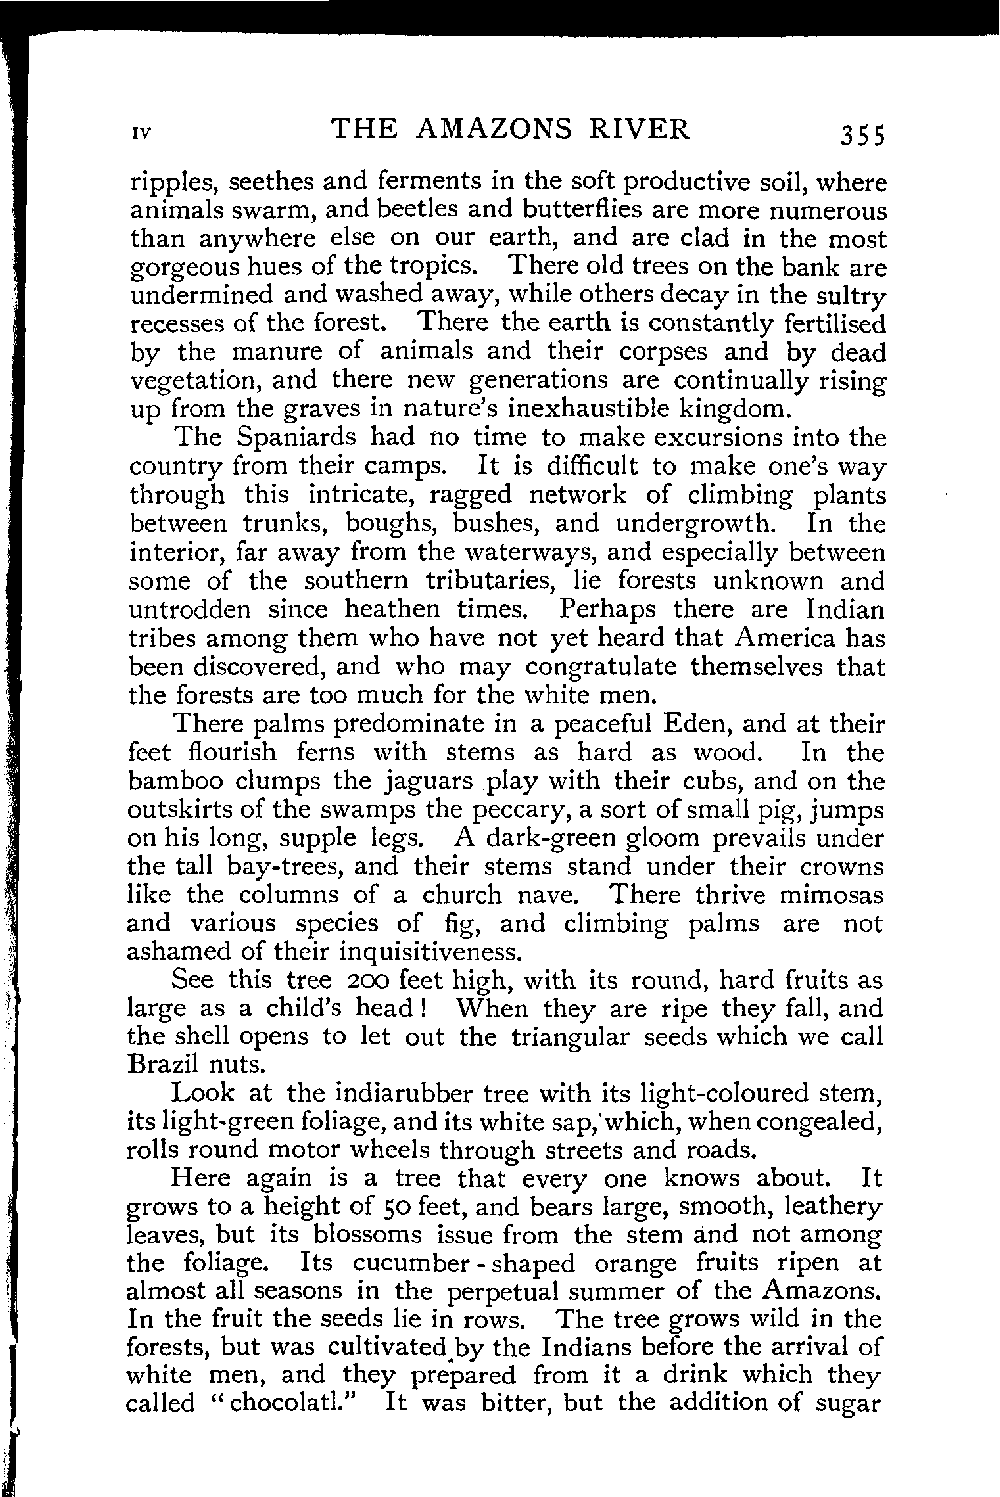 IV THE AMAZONS RIVER 355
ripples, seethes and ferments in the soft productive soil, where
animals swarm, and beetles and butterflies are more numerous
than anywhere else on our earth, and are clad in the most
gorgeous hues of the tropics. There old trees on the bank are
undermined and washed away, while others decay in the sultry
recesses of the forest. There the earth is constantly fertilised
by the manure of animals and their corpses and by dead
vegetation, and there new generations are continually rising
up from the graves in nature's inexhaustible kingdom.
The Spaniards had no time to make excursions into the
country from their camps. It is difficult to make one's way
through this intricate, ragged network of climbing plants
between trunks, boughs, bushes, and undergrowth. In the
interior, far away from the waterways, and especially between
some of the southern tributaries, lie forests unknown and
untrodden since heathen times. Perhaps there are Indian
tribes among them who have not yet heard that America has
been discovered, and who may congratulate themselves that
the forests are too much for the white men.
There palms predominate in a peaceful Eden, and at their
feet flourish ferns with stems as hard as wood. In the
bamboo clumps the jaguars play with their cubs, and on the
outskirts of the swamps the peccary, a sort of small pig, jumps
on his long, supple legs. A dark-green gloom prevails under
the tall bay-trees, and their stems stand under their crowns
like the columns of a church nave. There thrive mimosas
and various species of fig, and climbing palms are not
ashamed of their inquisitiveness.
See this tree 200 feet high, with its round, hard fruits as
large as a child's head! When they are ripe they fall, and
the shell opens to let out the triangular seeds which we call
Brazil nuts.
Look at the indiarubber tree with its light-coloured stem,
its light-green foliage, and its white sap, which, when congealed,
rolls round motor wheels through streets and roads.
Here again is a tree that every one knows about. It
grows to a height of 50 feet, and bears large, smooth, leathery
leaves, but its blossoms issue from the stem and not among
the foliage. Its cucumber-shaped orange fruits ripen at
almost all seasons in the perpetual summer of the Amazons.
In the fruit the seeds lie in rows. The tree grows wild in the
forests, but was cultivated by the Indians before the arrival of
white men, and they prepared from it a drink which they
called "chocolatl." It was bitter, but the addition of sugar